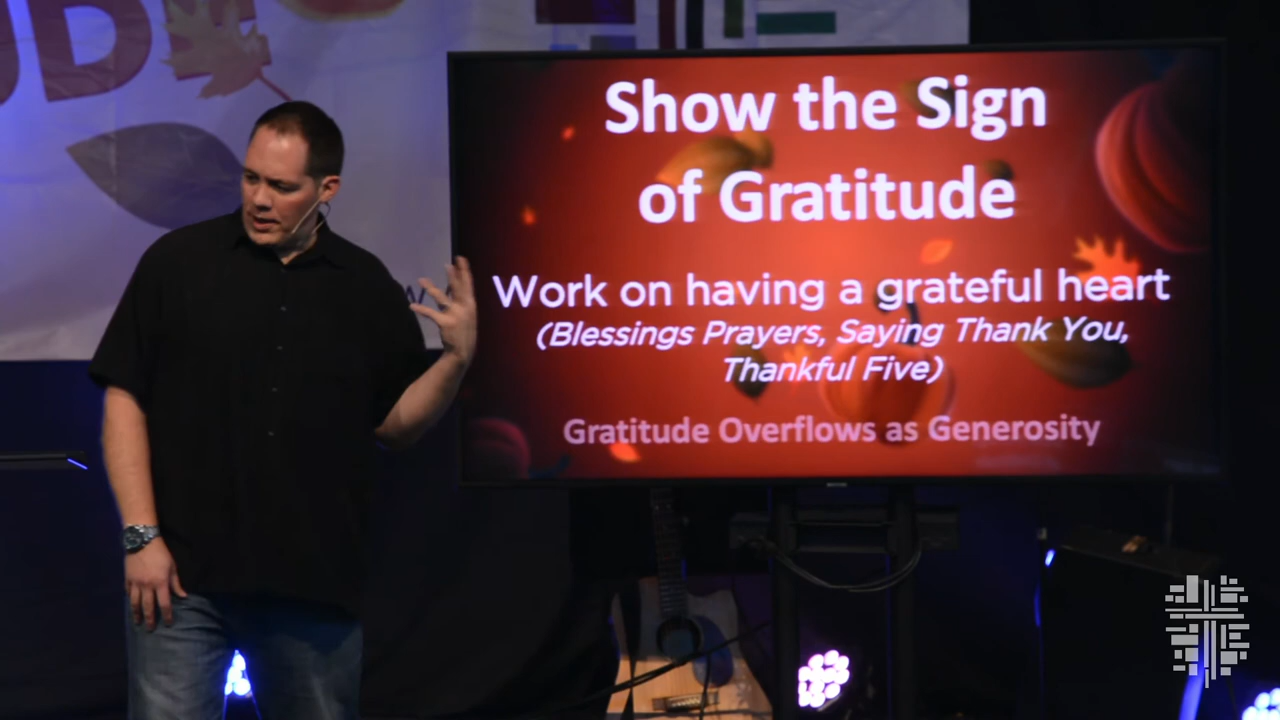 UD
Show the Sign
of Gratitude
Work on having a grateful heart
(Blessings Prayers, Saying Thank You,
Thankful Five)
Gratitude Overflows as Generosity